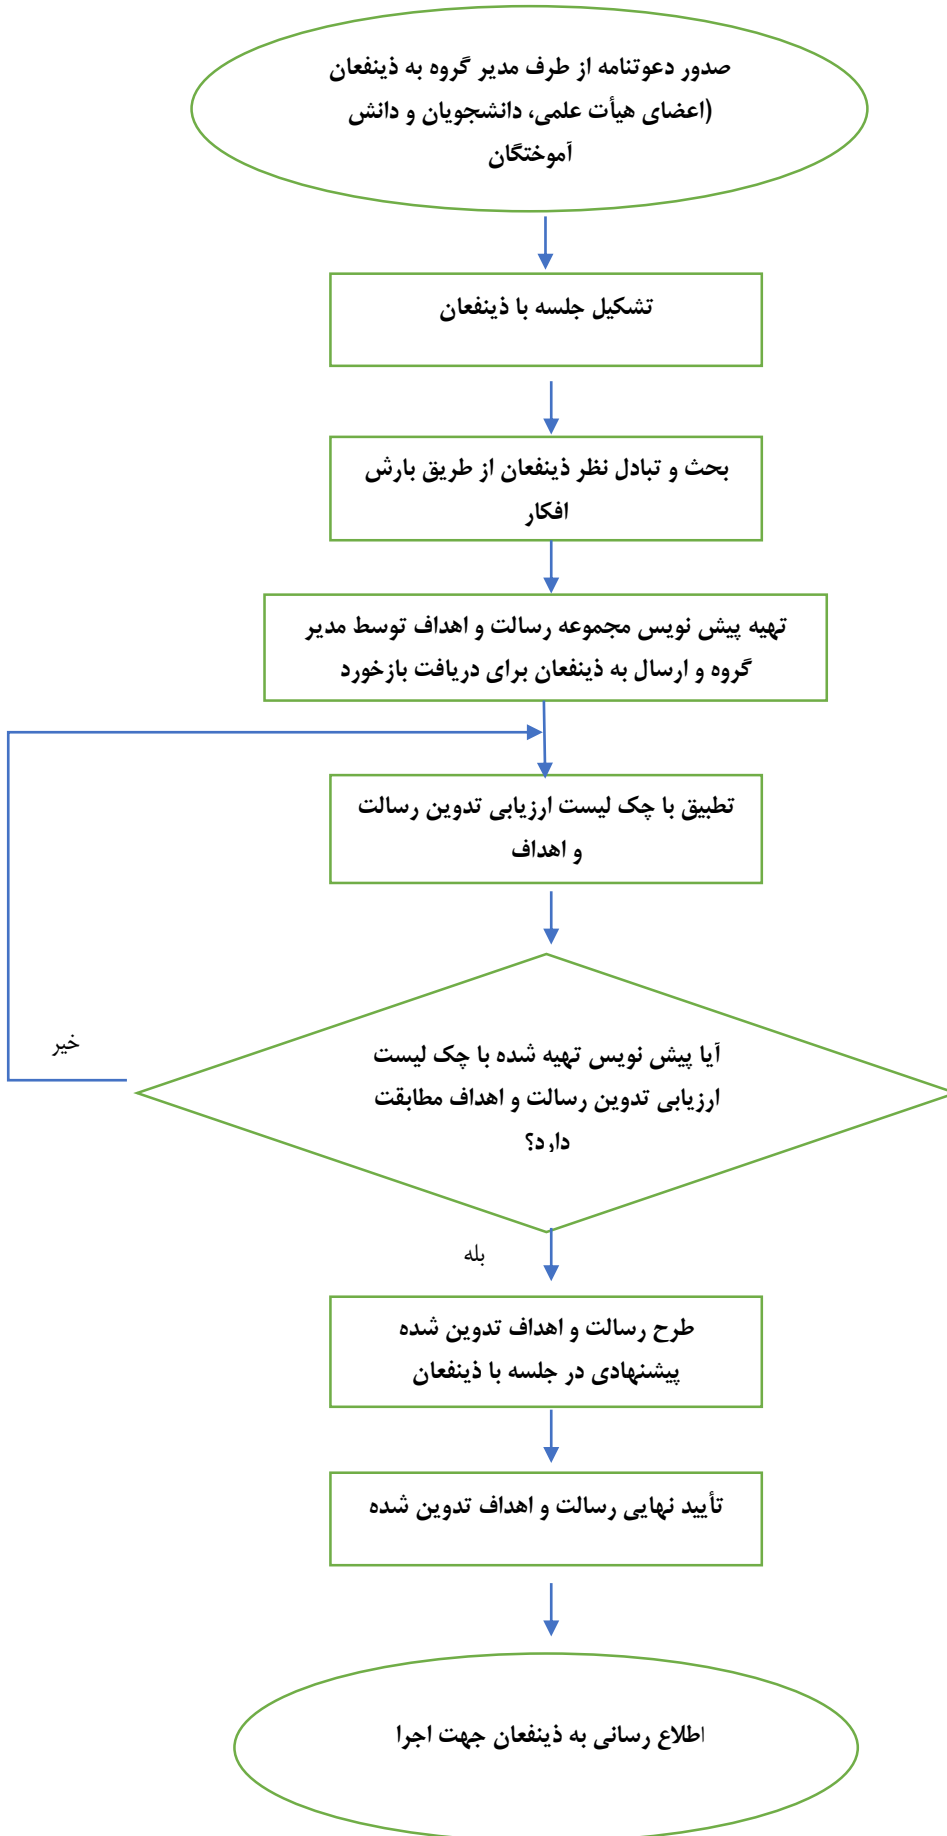 صدور دعوتنامه از طرف مدیر گروه به ذینفعان
(اعضای هیأت علمی، دانشجویان و دانش
آموختگان
تشکیل جلسه با ذینفعان
بحث و تبادل نظر ذینفعان از طریق بارش
افکار
تهیه پیش نویس مجموعه رسالت و اهداف توسط مدیر
گروه و ارسال به ذینفعان برای دریافت بازخورد
تطبیق با چک لیست ارزیابی تدوین رسالت
و اهداف
آیا پیش نویس تهیه شده با چک لیست
ارزیابی تدوین رسالت و اهداف مطابقت
دارد؟
خیر
بله
طرح رسالت و اهداف تدوین شده
پیشنهادی در جلسه با ذینفعان
تأیید نهایی رسالت و اهداف تدوین شده
اطلاع رسانی به ذینفعان جهت اجرا